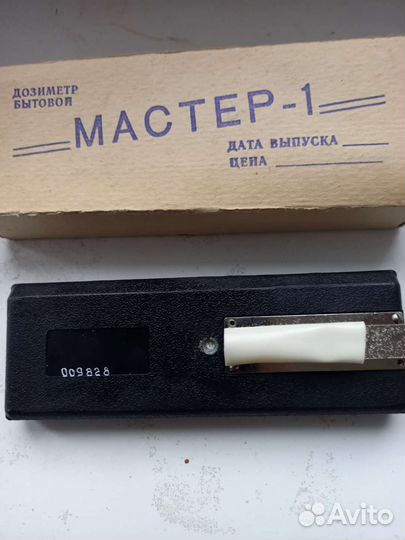 ДОЗИМЕТР
БЫТОВОЙ
МАСТЕР-1
ДАТА ВЫПУСКА
ЦЕНА
009828
Avito